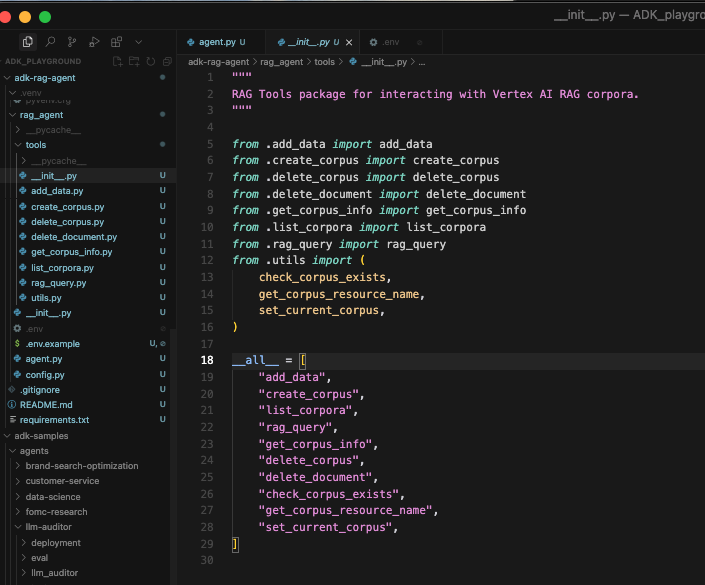 __init__.py — ADK_playgro
ADK_PLAYGROUND
adk-rag-agent
.venv
pyvenv.cfg
rag_agent
__pycache__
tools
__pycache__
__init__.py U
add_data.py U
create_corpus.py U
delete_corpus.py U
delete_document.py U
get_corpus_info.py U
list_corpora.py U
rag_query.py U
utils.py U
__init__.py U
.env
$ .env.example U,
agent.py U
config.py U
.gitignore U
README.md U
requirements.txt U
adk-samples
agents
brand-search-optimization
customer-service
data-science
fomc-research
llm-auditor
deployment
eval
llm_auditor
agent.py U
__init__.py U
.env
adk-rag-agent > rag_agent > tools > __init__.py > ...
1 """
2 RAG Tools package for interacting with Vertex AI RAG corpora.
3 """
4
5 from .add_data import add_data
6 from .create_corpus import create_corpus
7 from .delete_corpus import delete_corpus
8 from .delete_document import delete_document
9 from .get_corpus_info import get_corpus_info
10 from .list_corpora import list_corpora
11 from .rag_query import rag_query
12 from .utils import (
13     check_corpus_exists,
14     get_corpus_resource_name,
15     set_current_corpus,
16 )
17
18 __all__ = [
19     "add_data",
20     "create_corpus",
21     "list_corpora",
22     "rag_query",
23     "get_corpus_info",
24     "delete_corpus",
25     "delete_document",
26     "check_corpus_exists",
27     "get_corpus_resource_name",
28     "set_current_corpus",
29 ]
30